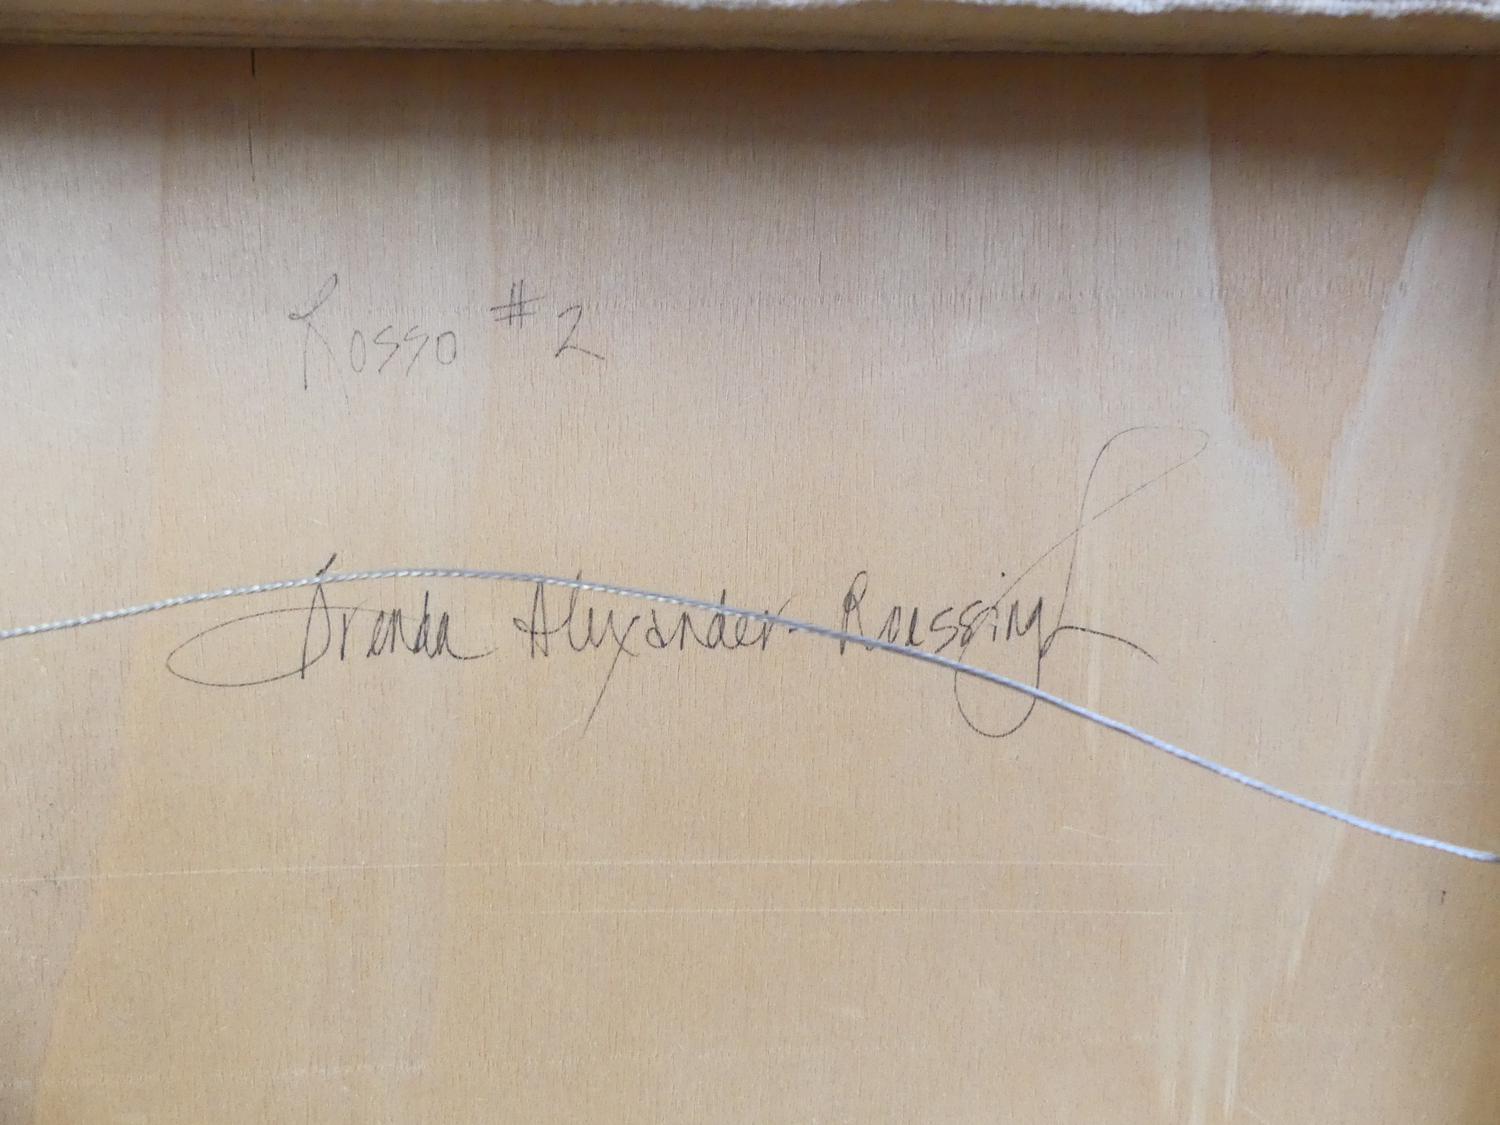 Rosso #2
Brenda Alexander-Roessing